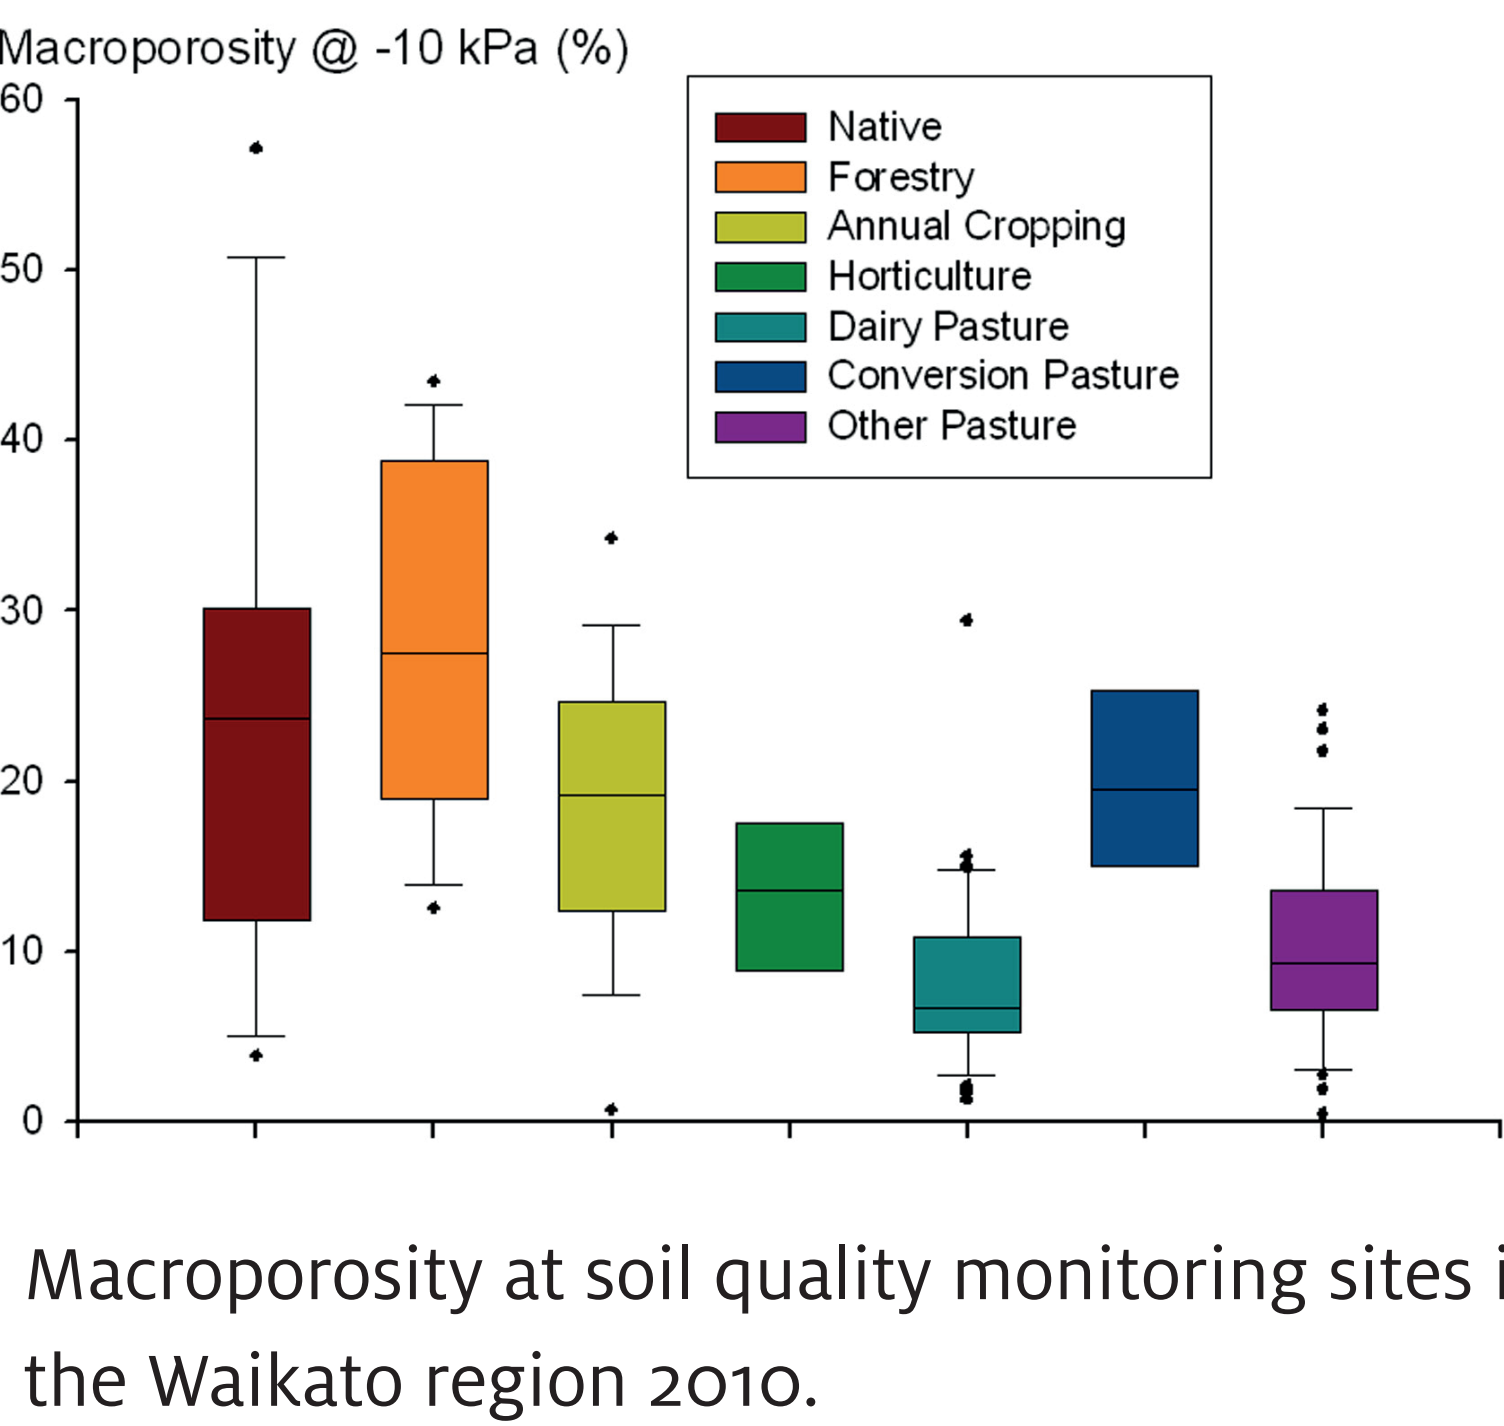 Macroporosity @ -10 kPa (%)
60
50
40
30
20
10
0
Native
Forestry
Annual Cropping
Horticulture
Dairy Pasture
Conversion Pasture
Other Pasture
Macroporosity at soil quality monitoring sites
the Waikato region 2010.